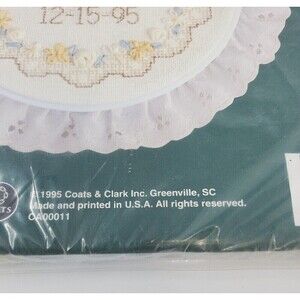 12-15-95
© 1995 Coats & Clark Inc. Greenville, SC
Made and printed in U.S.A. All rights reserved.
CA00011